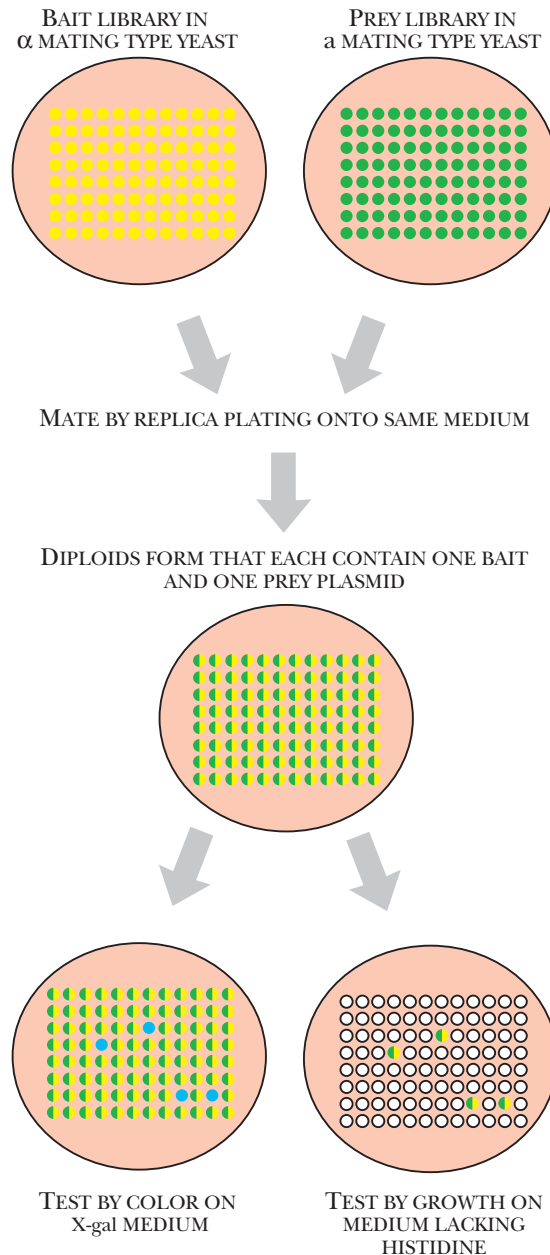 BAIT LIBRARY IN
α MATING TYPE YEAST
PREY LIBRARY IN
a MATING TYPE YEAST
MATE BY REPLICA PLATING ONTO SAME MEDIUM
DIPLOIDS FORM THAT EACH CONTAIN ONE BAIT
AND ONE PREY PLASMID
TEST BY COLOR ON
X-gal MEDIUM
TEST BY GROWTH ON
MEDIUM LACKING
HISTIDINE